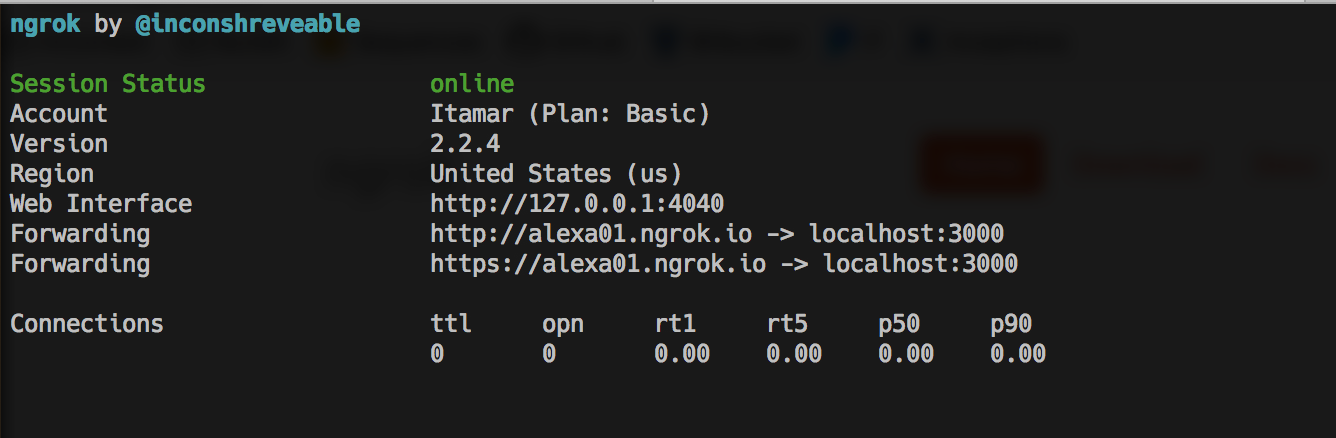 ngrok by @inconshreveable
Session Status online
Account Itamar (Plan: Basic)
Version 2.2.4
Region United States (us)
Web Interface http://127.0.0.1:4040
Forwarding http://alexa01.ngrok.io -> localhost:3000
Forwarding https://alexa01.ngrok.io -> localhost:3000
Connections ttl opn rt1 rt5 p50 p90
0 0 0.00 0.00 0.00 0.00